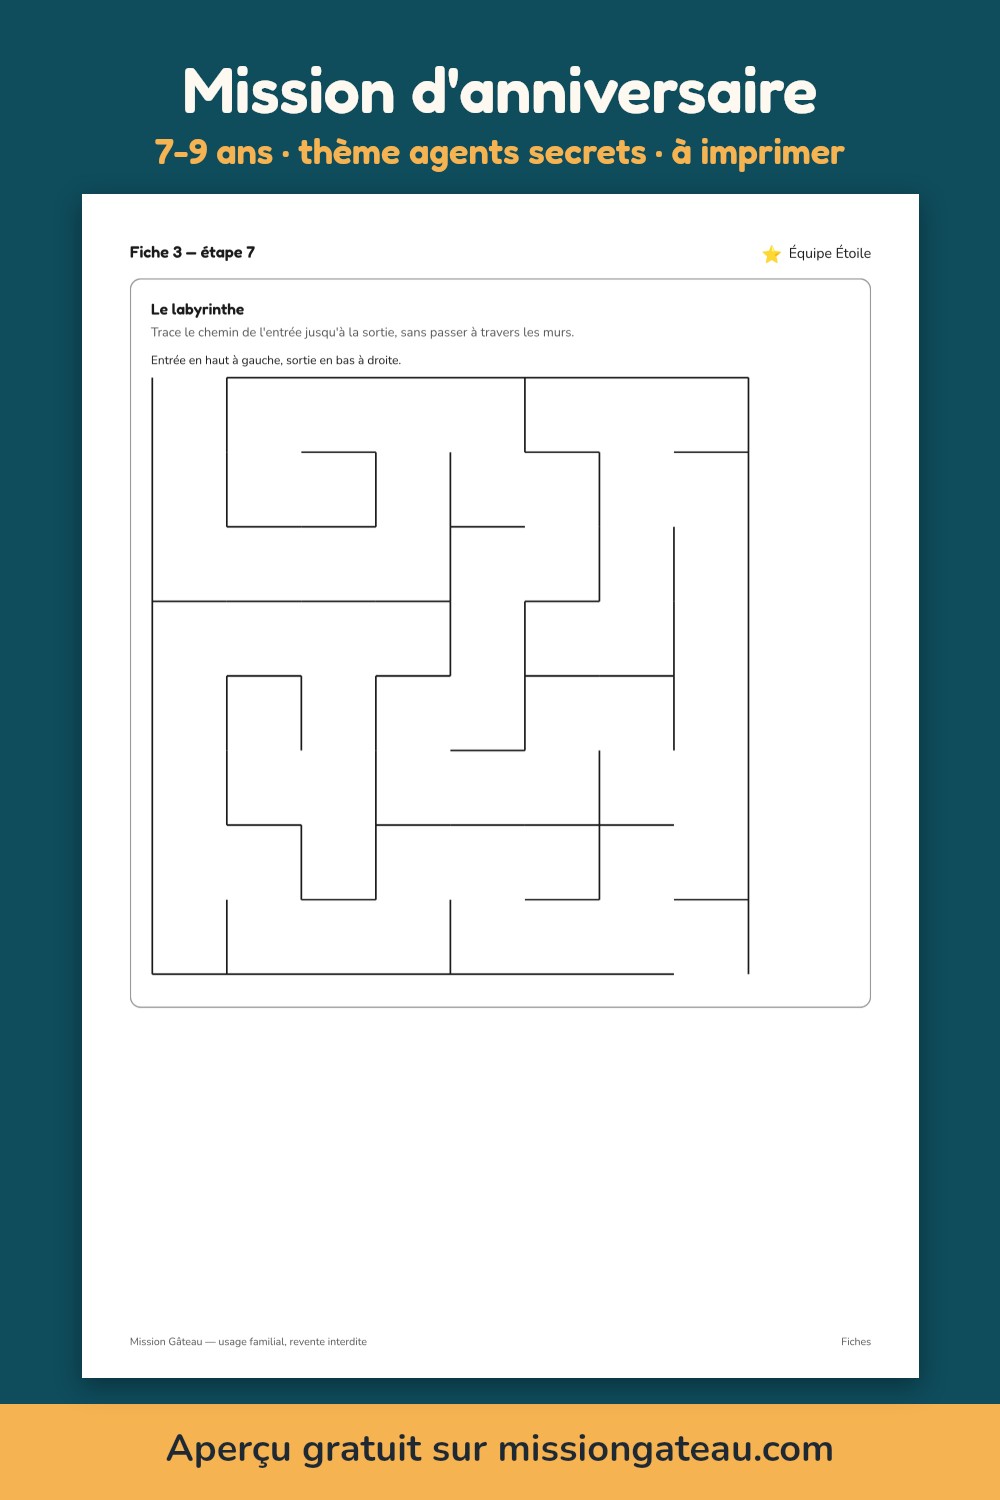 Mission d'anniversaire
7-9 ans · thème agents secrets · à imprimer
Fiche 3 — étape 7
Équipe Étoile
Le labyrinthe
Trace le chemin de l'entrée jusqu'à la sortie, sans passer à travers les murs.
Entrée en haut à gauche, sortie en bas à droite.
Mission Gâteau — usage familial, revente interdite
Fiches
Aperçu gratuit sur missiongateau.com